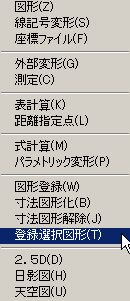 図形(Z)
線記号変形(S)
座標ファイル(F)
外部変形(G)
測定(C)
表計算(K)
距離指定点(L)
式計算(M)
パラメトリック変形(P)
図形登録(W)
寸法図形化(B)
寸法図形解除(J)
登録選択図形(T)
2.5D(D)
日影図(H)
天空図(U)